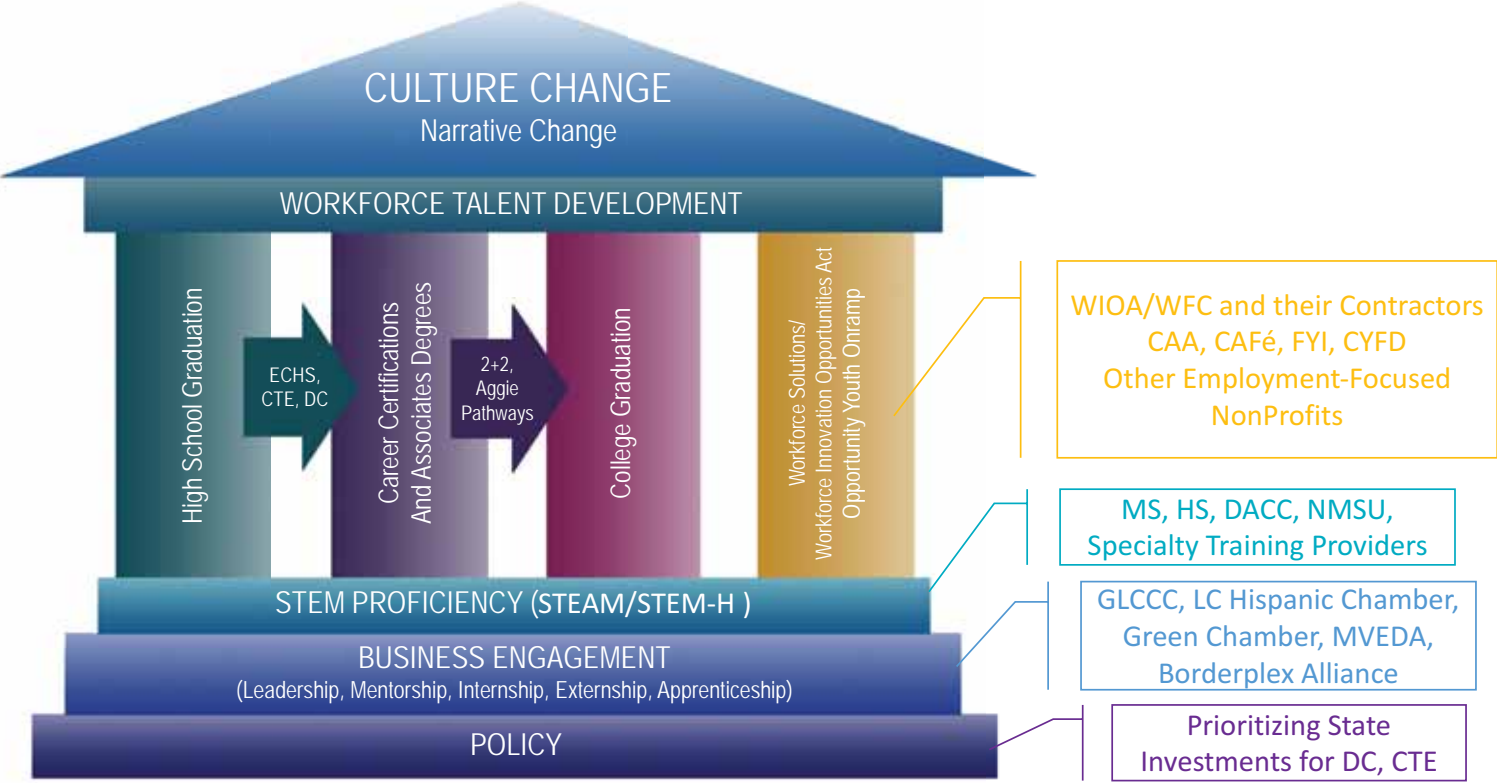 CULTURE CHANGE
Narrative Change
WORKFORCE TALENT DEVELOPMENT
High School Graduation
ECHS,
CTE, DC
Career Certifications
And Associates Degrees
2+2,
Aggie
Pathways
College Graduation
Workforce Solutions/
Workforce Innovation Opportunities Act
Opportunity Youth Onramp
WIOA/WFC and their Contractors
CAA, CAFé, FYI, CYFD
Other Employment-Focused
NonProfits
STEM PROFICIENCY (STEAM/STEM-H )
MS, HS, DACC, NMSU,
Specialty Training Providers
BUSINESS ENGAGEMENT
(Leadership, Mentorship, Internship, Externship, Apprenticeship)
GLCCC, LC Hispanic Chamber,
Green Chamber, MVEDA,
Borderplex Alliance
POLICY
Prioritizing State
Investments for DC, CTE